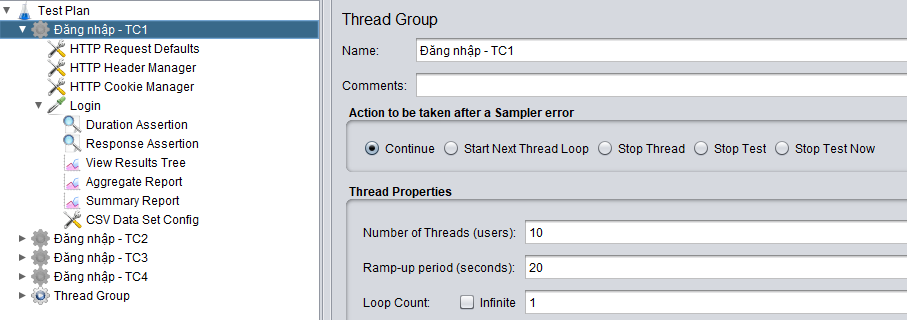 Test Plan
Đăng nhập - TC1
HTTP Request Defaults
HTTP Header Manager
HTTP Cookie Manager
Login
Duration Assertion
Response Assertion
View Results Tree
Aggregate Report
Summary Report
CSV Data Set Config
Đăng nhập - TC2
Đăng nhập - TC3
Đăng nhập - TC4
Thread Group
Thread Group
Name: Đăng nhập - TC1
Comments:
Action to be taken after a Sampler error
Continue Start Next Thread Loop Stop Thread Stop Test Stop Test Now
Thread Properties
Number of Threads (users): 10
Ramp-up period (seconds): 20
Loop Count: Infinite 1